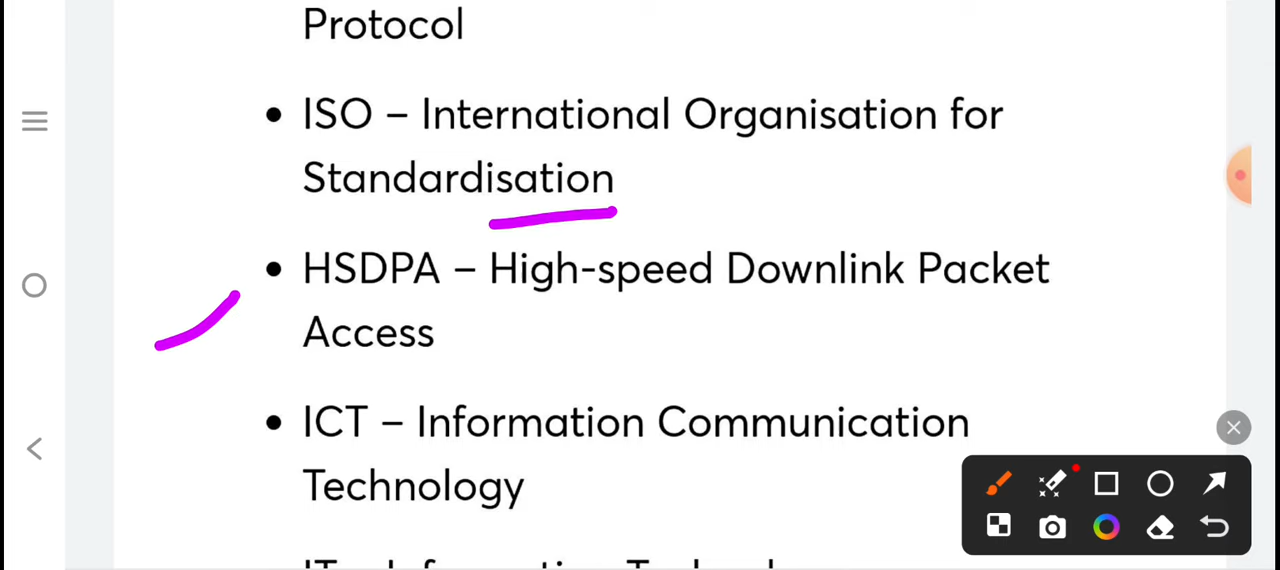 Protocol
• ISO – International Organisation for
Standardisation
• HSDPA – High-speed Downlink Packet
Access
• ICT – Information Communication
Technology